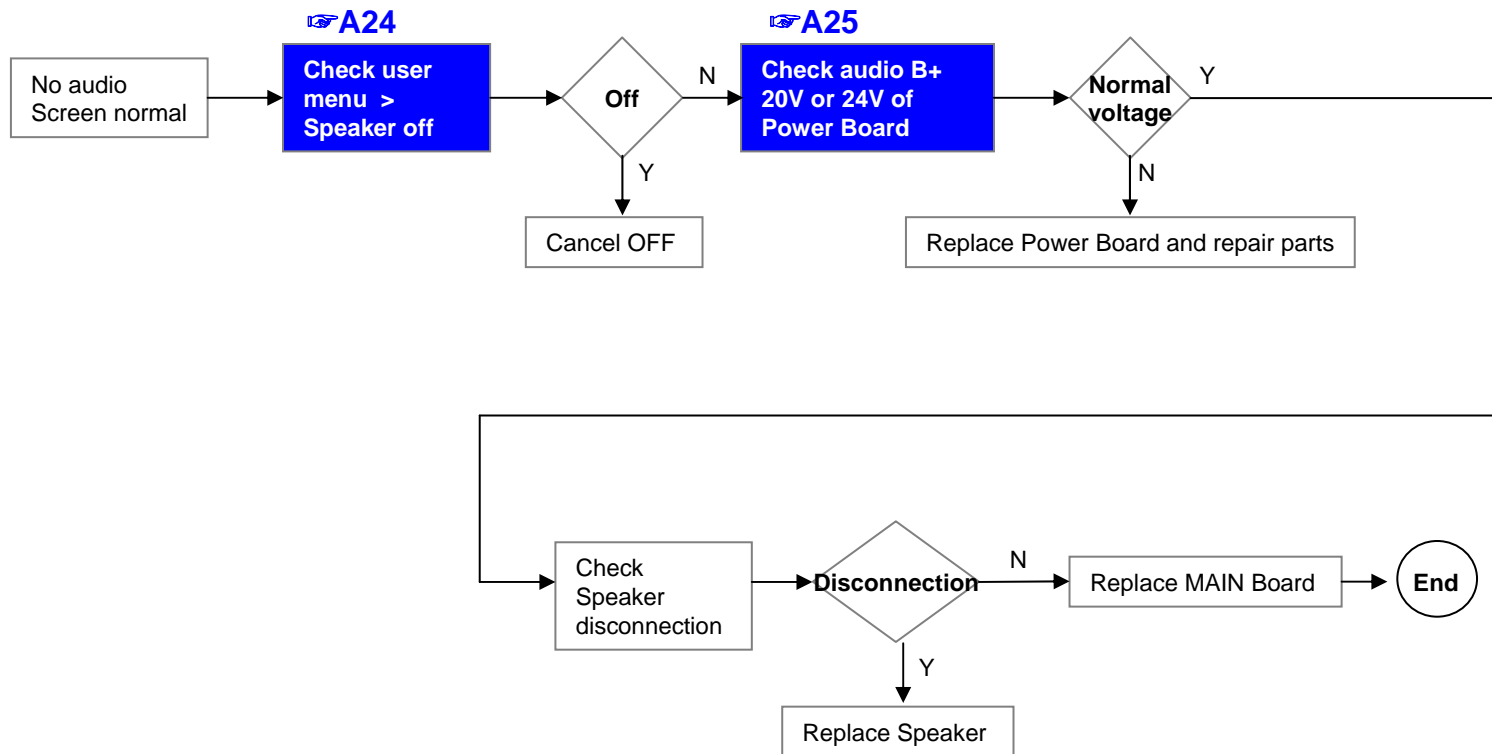 ☞A24
☞A25
No audio
Screen normal
Check user
menu >
Speaker off
Off
N
Y
Cancel OFF
Check audio B+
20V or 24V of
Power Board
Normal
voltage
Y
N
Replace Power Board and repair parts
Check
Speaker
disconnection
Disconnection
N
Y
Replace MAIN Board
End
Replace Speaker